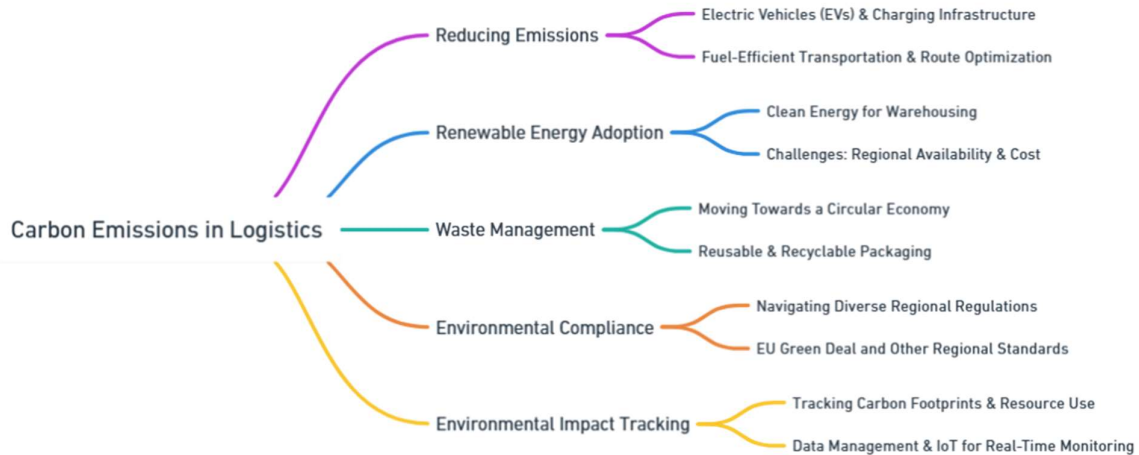 Carbon Emissions in Logistics
Reducing Emissions
Electric Vehicles (EVs) & Charging Infrastructure
Fuel-Efficient Transportation & Route Optimization
Renewable Energy Adoption
Clean Energy for Warehousing
Challenges: Regional Availability & Cost
Waste Management
Moving Towards a Circular Economy
Reusable & Recyclable Packaging
Environmental Compliance
Navigating Diverse Regional Regulations
EU Green Deal and Other Regional Standards
Environmental Impact Tracking
Tracking Carbon Footprints & Resource Use
Data Management & IoT for Real-Time Monitoring